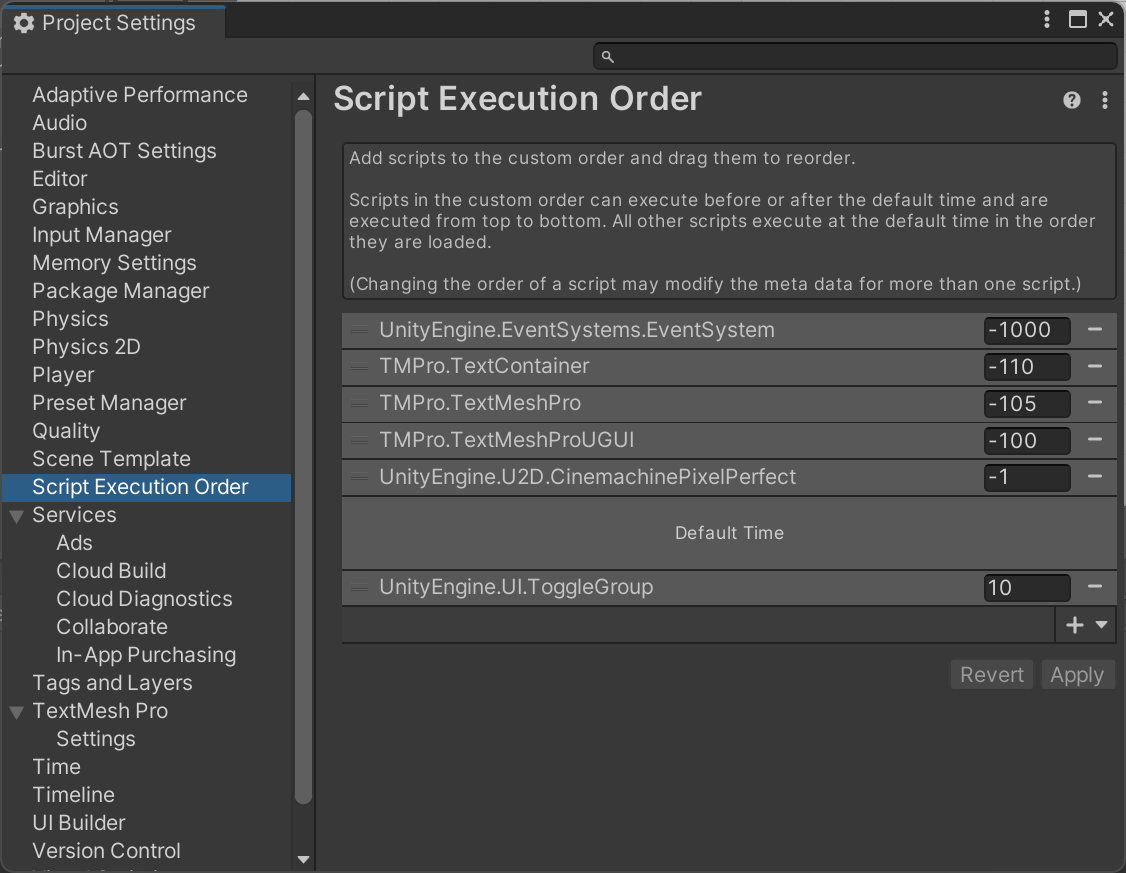 Project Settings
Adaptive Performance
Audio
Burst AOT Settings
Editor
Graphics
Input Manager
Memory Settings
Package Manager
Physics
Physics 2D
Player
Preset Manager
Quality
Scene Template
Script Execution Order
Services
Ads
Cloud Build
Cloud Diagnostics
Collaborate
In-App Purchasing
Tags and Layers
TextMesh Pro
Settings
Time
Timeline
UI Builder
Version Control
Script Execution Order
Add scripts to the custom order and drag them to reorder.
Scripts in the custom order can execute before or after the default time and are
executed from top to bottom. All other scripts execute at the default time in the order
they are loaded.
(Changing the order of a script may modify the meta data for more than one script.)
UnityEngine.EventSystems.EventSystem -1000
TMPro.TextContainer -110
TMPro.TextMeshPro -105
TMPro.TextMeshProUGUI -100
UnityEngine.U2D.CinemachinePixelPerfect -1
Default Time
UnityEngine.UI.ToggleGroup 10
Revert Apply